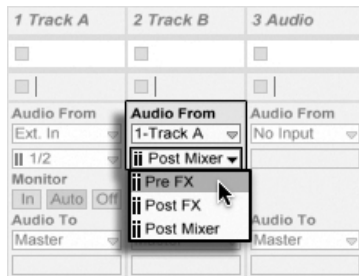 1 Track A
2 Track B
3 Audio
Audio From
Ext. In
1/2
Monitor
In Auto Off
Audio To
Master
Audio From
1-Track A
Post Mixer
Pre FX
Post FX
Post Mixer
Audio From
No Input
Audio To
Master